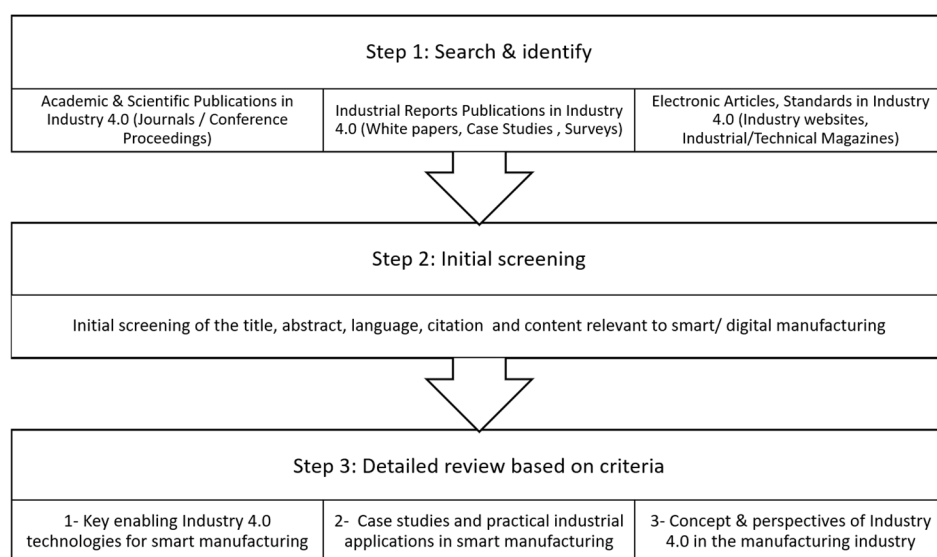 Step 1: Search & identify
Academic & Scientific Publications in
Industry 4.0 (Journals / Conference
Proceedings)
Industrial Reports Publications in Industry
4.0 (White papers, Case Studies , Surveys)
Electronic Articles, Standards in Industry
4.0 (Industry websites,
Industrial/Technical Magazines)
Step 2: Initial screening
Initial screening of the title, abstract, language, citation  and content relevant to smart/ digital manufacturing
Step 3: Detailed review based on criteria
1- Key enabling Industry 4.0
technologies for smart manufacturing
2-  Case studies and practical industrial
applications in smart manufacturing
3- Concept & perspectives of Industry
4.0 in the manufacturing industry